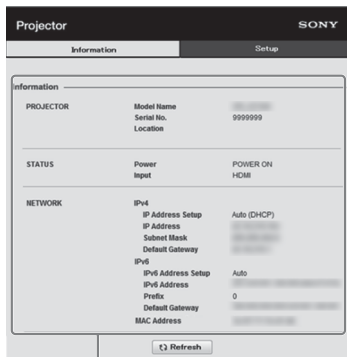 Projector SONY
Information Setup
Information
PROJECTOR Model Name
Serial No. 9999999
Location
STATUS Power POWER ON
Input HDMI
NETWORK IPv4
IP Address Setup Auto (DHCP)
IP Address
Subnet Mask
Default Gateway
IPv6
IPv6 Address Setup Auto
IPv6 Address
Prefix 0
Default Gateway
MAC Address
Refresh